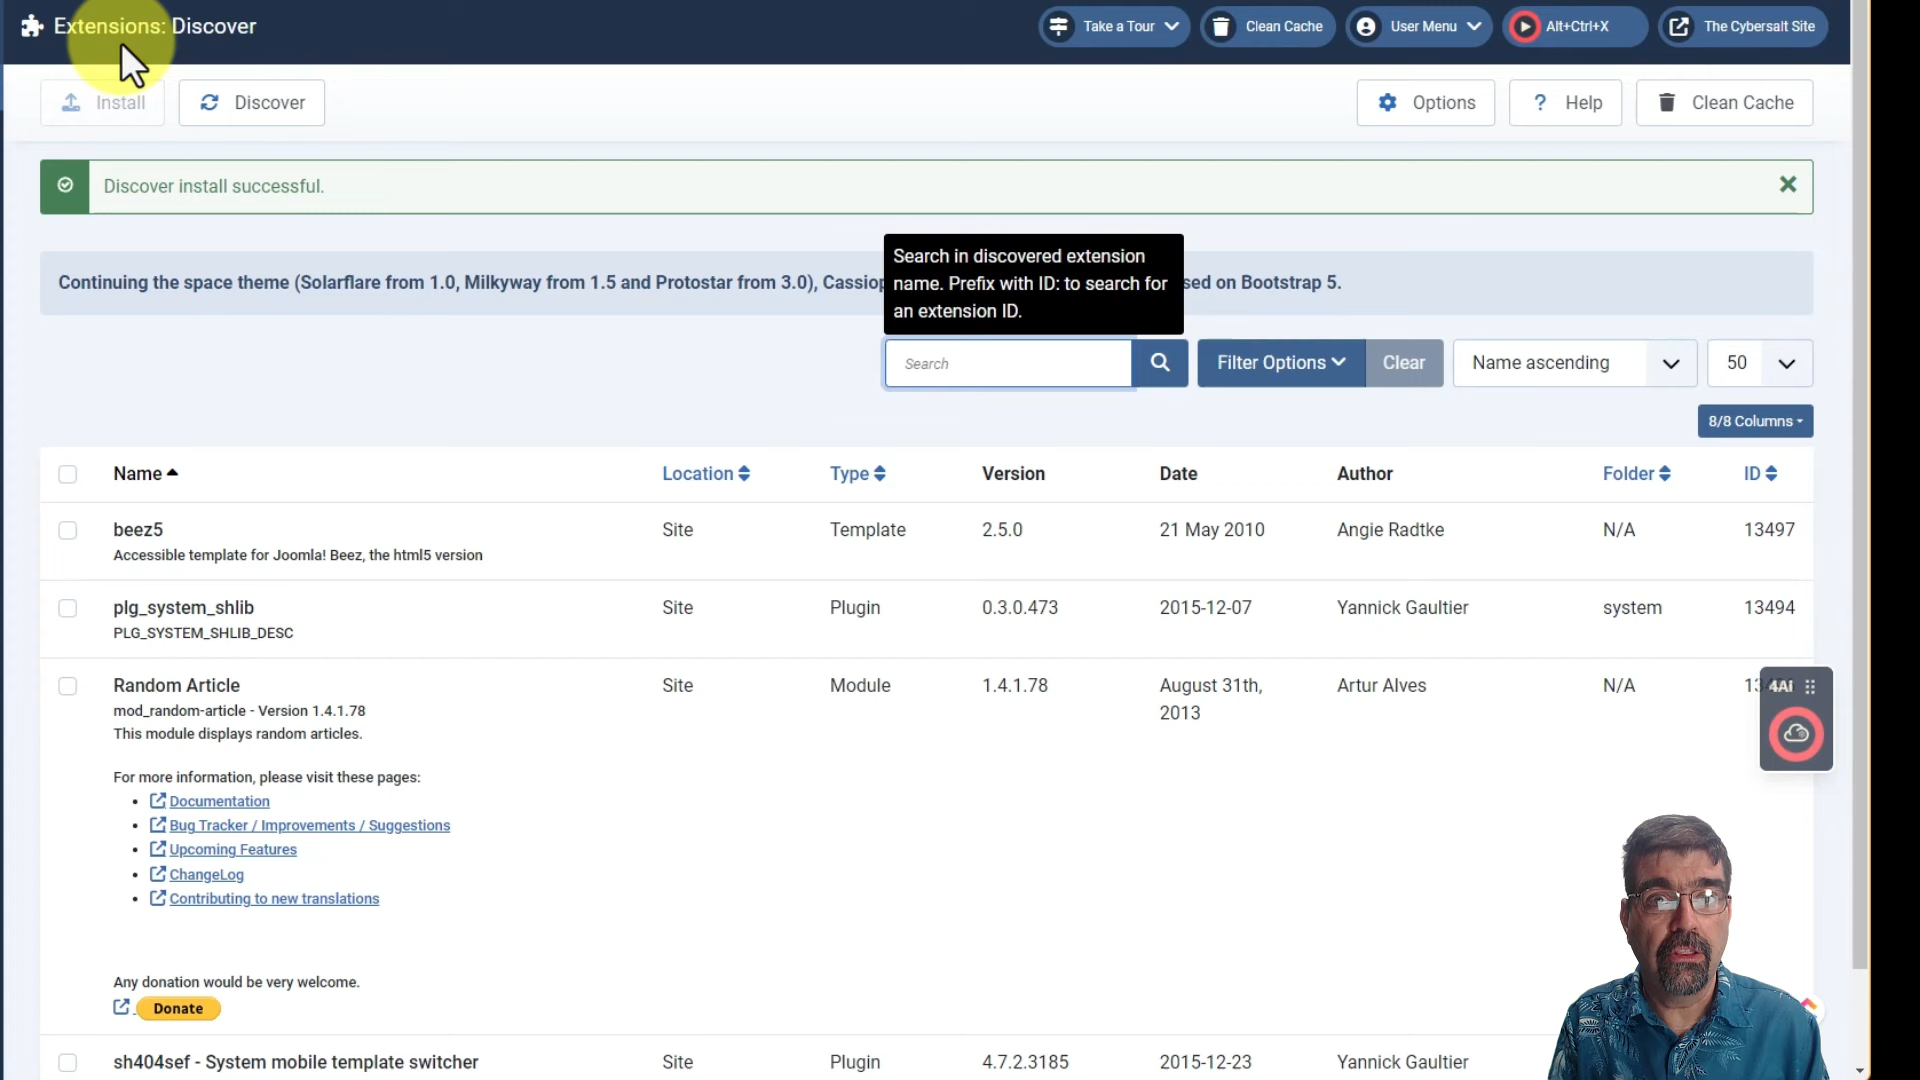 Extensions: Discover
Take a Tour
Clean Cache
User Menu
Alt+Ctrl+X
The Cybersalt Site
Install
Discover
Options
? Help
Clean Cache
Discover install successful.
Search in discovered extension
name. Prefix with ID: to search for
an extension ID.
Continuing the space theme (Solarflare from 1.0, Milkyway from 1.5 and Protostar from 3.0), Cassiop sed on Bootstrap 5.
Search
Filter Options
Clear
Name ascending
50
8/8 Columns
Name Location Type Version Date Author Folder ID
beez5 Site Template 2.5.0 21 May 2010 Angie Radtke N/A 13497
Accessible template for Joomla! Beez, the html5 version
plg_system_shlib Site Plugin 0.3.0.473 2015-12-07 Yannick Gaultier system 13494
PLG_SYSTEM_SHLIB_DESC
Random Article Site Module 1.4.1.78 August 31th, Artur Alves N/A
2013
4Ai
mod_random-article - Version 1.4.1.78
This module displays random articles.
For more information, please visit these pages:
Documentation
Bug Tracker / Improvements / Suggestions
Upcoming Features
ChangeLog
Contributing to new translations
Any donation would be very welcome.
Donate
sh404sef - System mobile template switcher Site Plugin 4.7.2.3185 2015-12-23 Yannick Gaultier